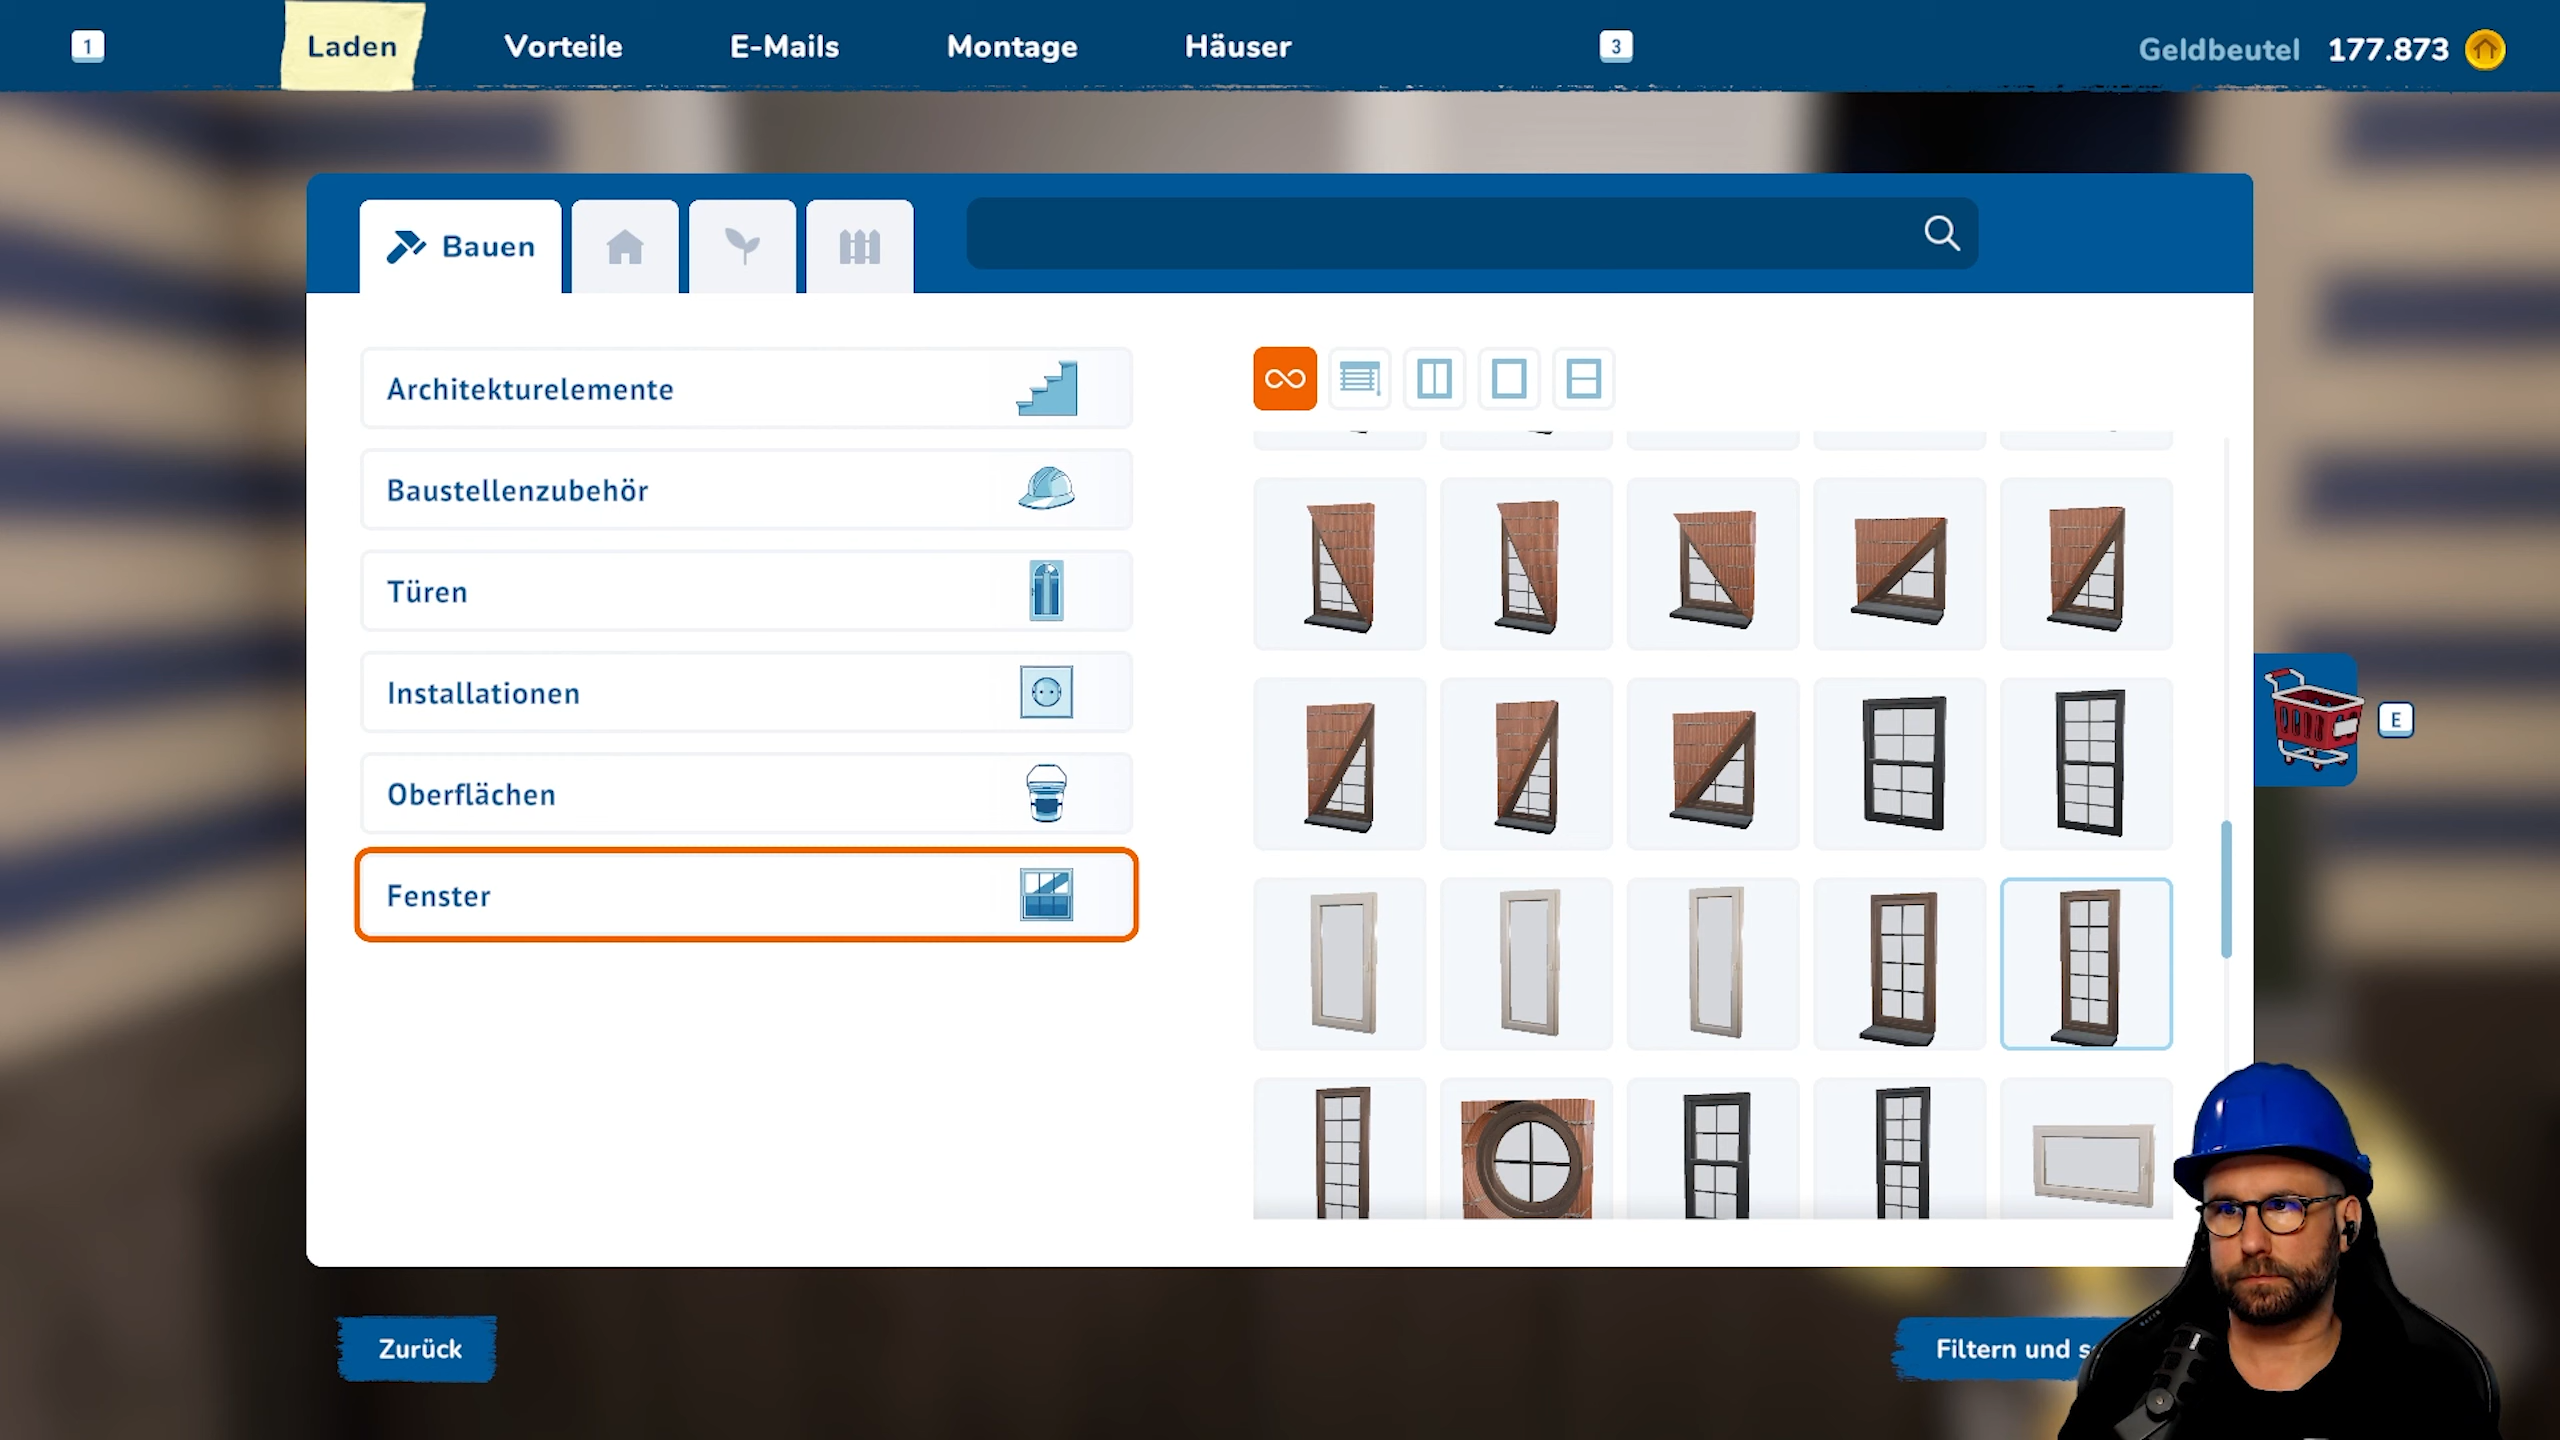 1
Laden
Vorteile
E-Mails
Montage
Häuser
3
Geldbeutel 177.873
Bauen
Architekturelemente
Baustellenzubehör
Türen
Installationen
Oberflächen
Fenster
E
Zurück
Filtern und